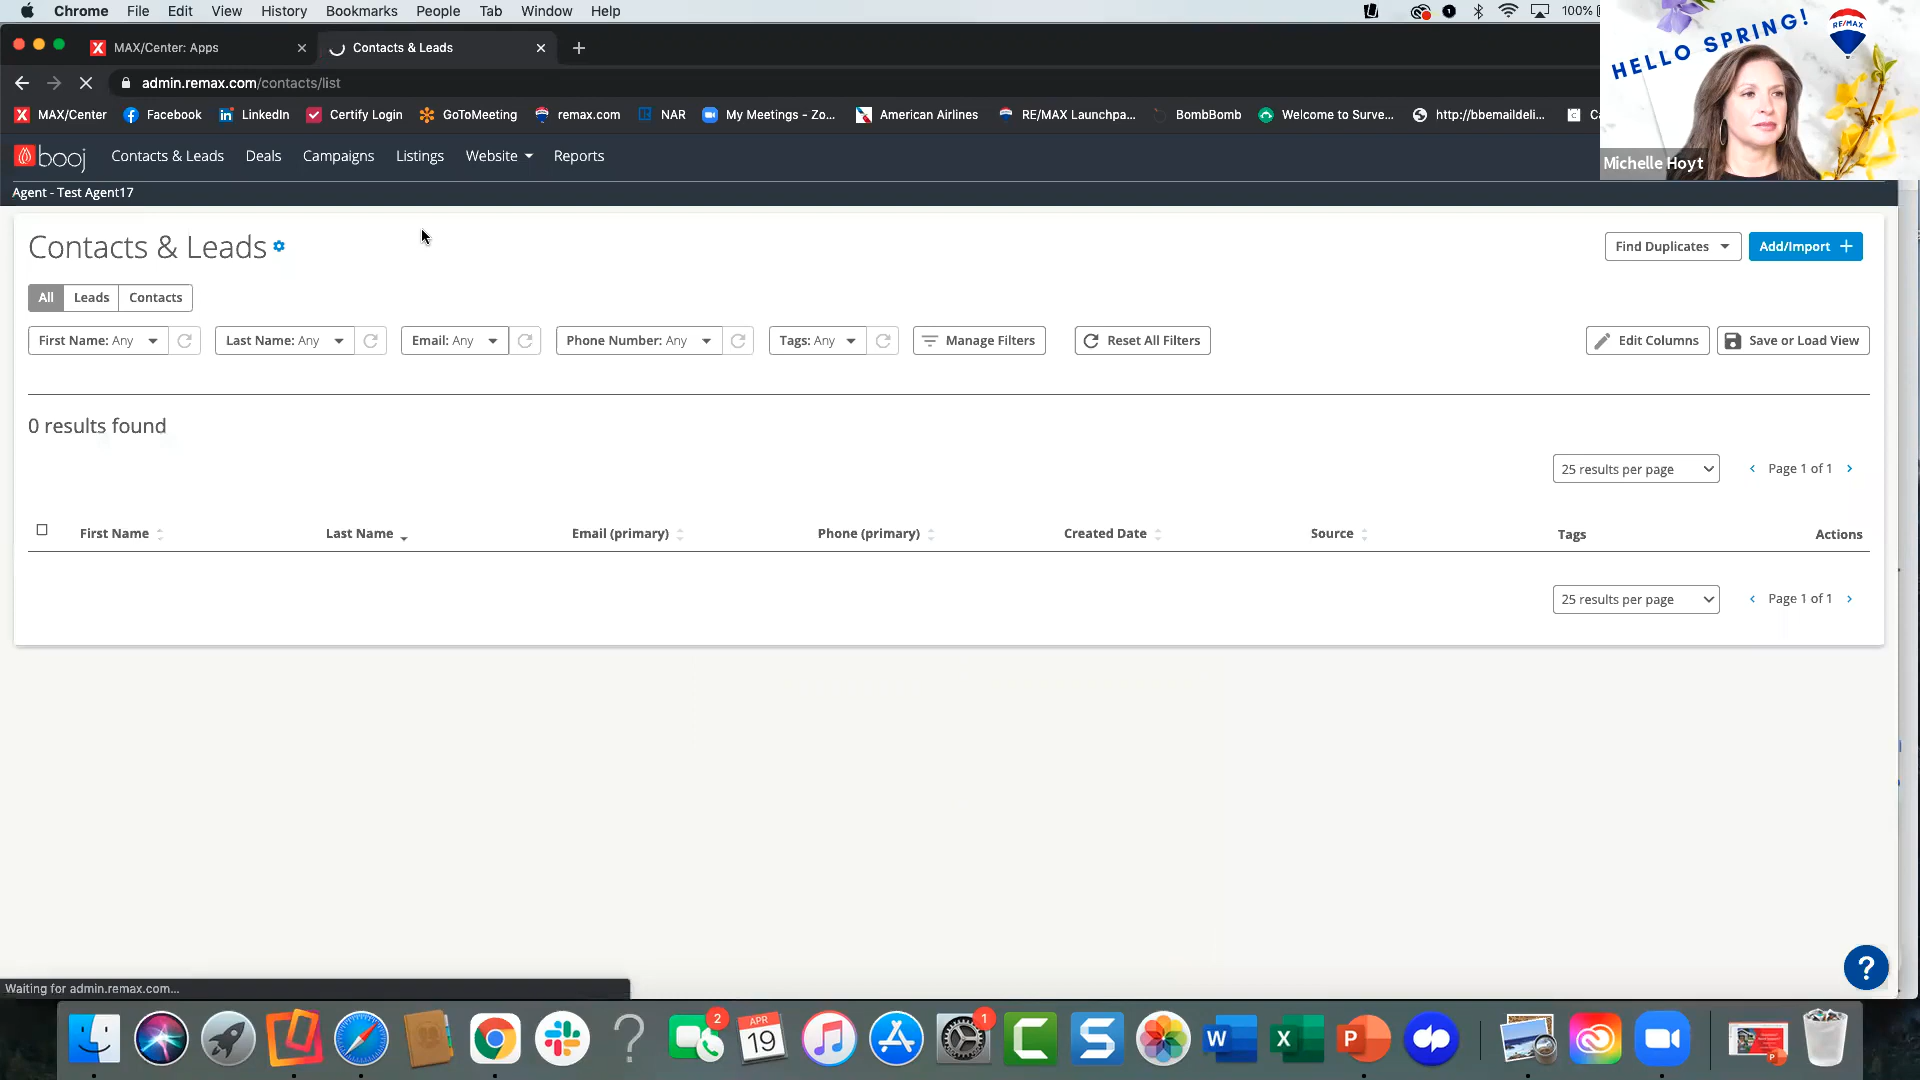 Chrome File Edit View History Bookmarks People Tab Window Help
100%
MAX/Center: Apps
Contacts & Leads
admin.remax.com/contacts/list
MAX/Center Facebook LinkedIn Certify Login GoToMeeting remax.com NAR My Meetings - Zo... American Airlines RE/MAX Launchpa... BombBomb Welcome to Surve... http://bbemaildeli...
HELLO SPRING!
RE/MAX
Michelle Hoyt
booj Contacts & Leads Deals Campaigns Listings Website Reports
Agent - Test Agent17
Contacts & Leads
Find Duplicates Add/Import +
All Leads Contacts
First Name: Any Last Name: Any Email: Any Phone Number: Any Tags: Any Manage Filters Reset All Filters Edit Columns Save or Load View
0 results found
25 results per page < Page 1 of 1 >
First Name Last Name Email (primary) Phone (primary) Created Date Source Tags Actions
25 results per page < Page 1 of 1 >
?
Waiting for admin.remax.com...
2
APR
19
1
W
X
P